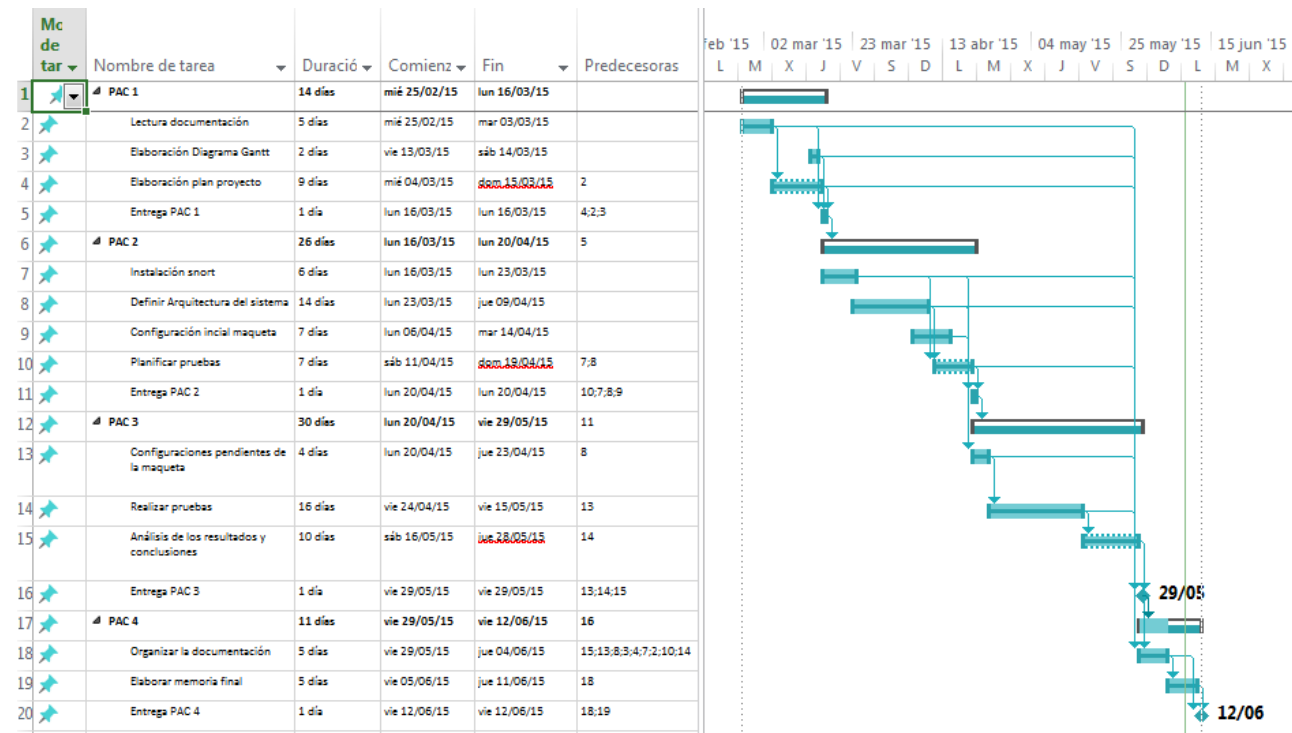 Mc
de
tar Nombre de tarea Duració Comienz Fin Predecesoras
feb '15 02 mar '15 23 mar '15 13 abr '15 04 may '15 25 may '15 15 jun '15
L M X J V S D L M X J V S D L M X
1 PAC 1 14 días mié 25/02/15 lun 16/03/15
2 Lectura documentación 5 días mié 25/02/15 mar 03/03/15
3 Elaboración Diagrama Gantt 2 días vie 13/03/15 sáb 14/03/15
4 Elaboración plan proyecto 9 días mié 04/03/15 dom 15/03/15 2
5 Entrega PAC 1 1 día lun 16/03/15 lun 16/03/15 4;2;3
6 PAC 2 26 días lun 16/03/15 lun 20/04/15 5
7 Instalación snort 6 días lun 16/03/15 lun 23/03/15
8 Definir Arquitectura del sistema 14 días lun 23/03/15 jue 09/04/15
9 Configuración incial maqueta 7 días lun 06/04/15 mar 14/04/15
10 Planificar pruebas 7 días sáb 11/04/15 dom 19/04/15 7;8
11 Entrega PAC 2 1 día lun 20/04/15 lun 20/04/15 10;7;8;9
12 PAC 3 30 días lun 20/04/15 vie 29/05/15 11
13 Configuraciones pendientes de 4 días lun 20/04/15 jue 23/04/15 8
la maqueta
14 Realizar pruebas 16 días vie 24/04/15 vie 15/05/15 13
15 Análisis de los resultados y 10 días sáb 16/05/15 jue 28/05/15 14
conclusiones
16 Entrega PAC 3 1 día vie 29/05/15 vie 29/05/15 13;14;15 29/05
17 PAC 4 11 días vie 29/05/15 vie 12/06/15 16
18 Organizar la documentación 5 días vie 29/05/15 jue 04/06/15 15;13;8;3;4;7;2;10;14
19 Elaborar memoria final 5 días vie 05/06/15 jue 11/06/15 18
20 Entrega PAC 4 1 día vie 12/06/15 vie 12/06/15 18;19 12/06